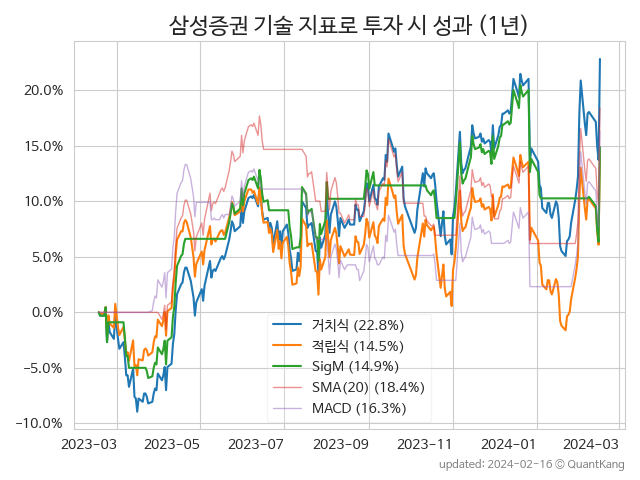 삼성증권 기술 지표로 투자 시 성과 (1년)
20.0%
15.0%
10.0%
5.0%
0.0%
−5.0%
−10.0%
거치식 (22.8%)
적립식 (14.5%)
SigM (14.9%)
SMA(20) (18.4%)
MACD (16.3%)
2023-03 2023-05 2023-07 2023-09 2023-11 2024-01 2024-03
updated: 2024-02-16 © QuantKang